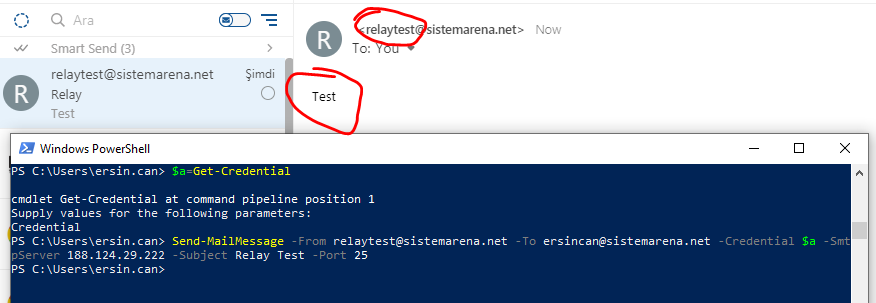 Ara
<relaytest@sistemarena.net> Now
R
To: You
Smart Send (3)
R
relaytest@sistemarena.net Şimdi
Relay
Test
Test
Windows PowerShell
PS C:\Users\ersin.can> $a=Get-Credential
cmdlet Get-Credential at command pipeline position 1
Supply values for the following parameters:
Credential
PS C:\Users\ersin.can> Send-MailMessage -From relaytest@sistemarena.net -To ersincan@sistemarena.net -Credential $a -Smt
pServer 188.124.29.222 -Subject Relay Test -Port 25
PS C:\Users\ersin.can>